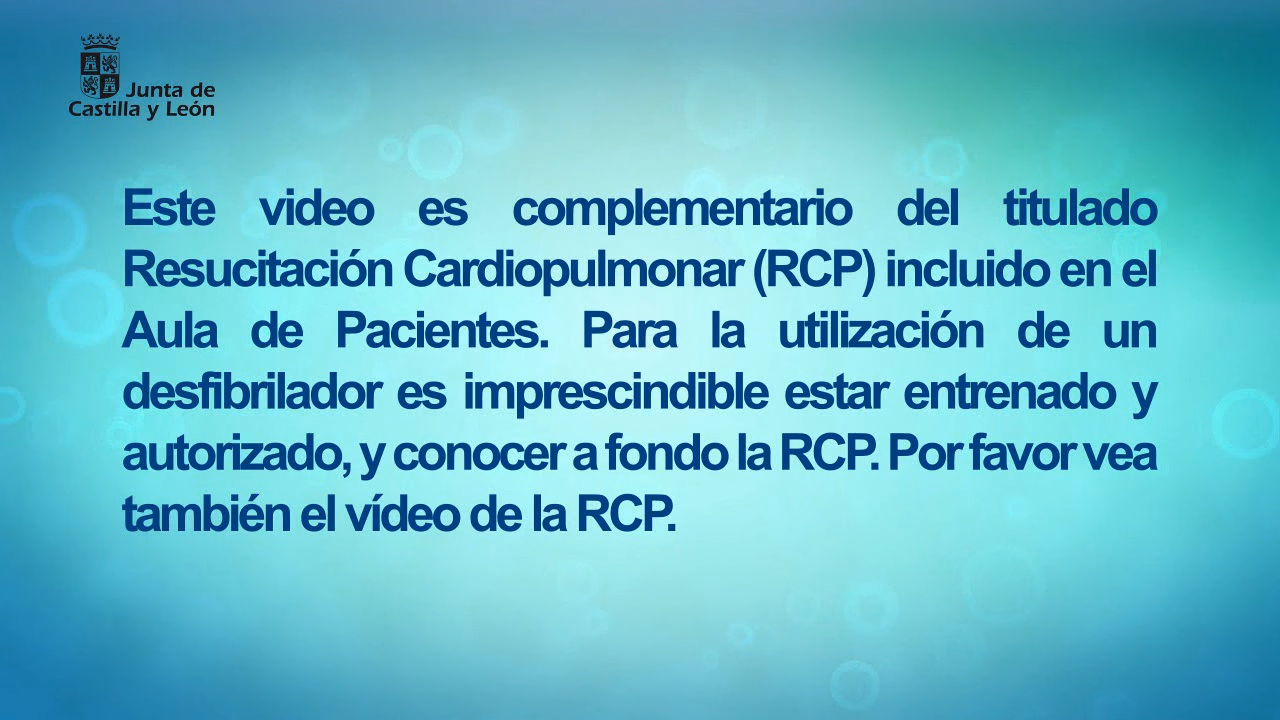 Junta de
Castilla y León
Este video es complementario del titulado
Resucitación Cardiopulmonar (RCP) incluido en el
Aula de Pacientes. Para la utilización de un
desfibrilador es imprescindible estar entrenado y
autorizado, y conocer a fondo la RCP. Por favor vea
también el vídeo de la RCP.